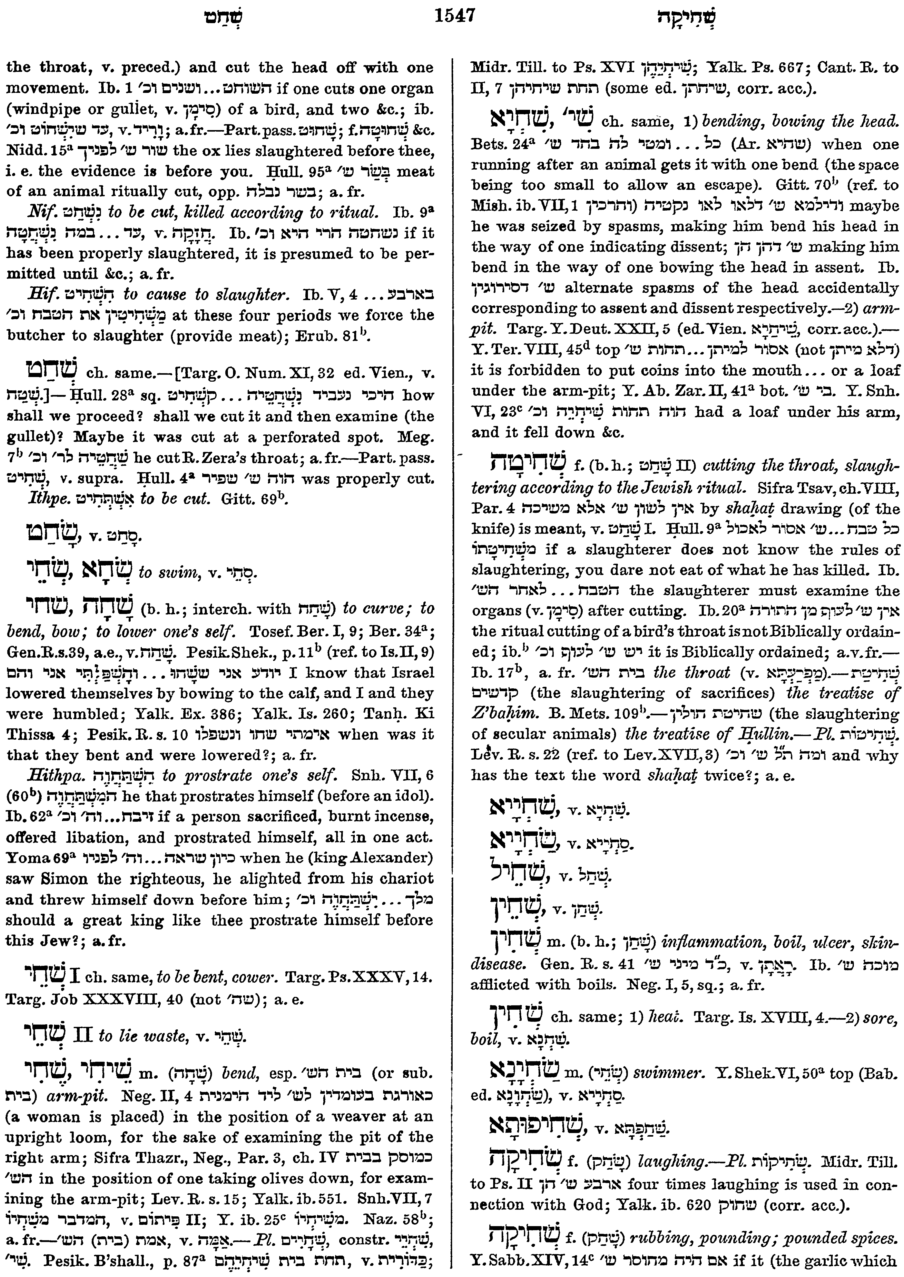 שְׁחַט
1547
שְׂחִיקָה
the throat, v. preced.) and cut the head off with one
movement. Ib. 1 השוחט...ושנים וכ' if one cuts one organ
(windpipe or gullet, v. סִימָן) of a bird, and two &c.; ib.
עד שישחוט וכ', v. וָרִיד; a. fr.—Part. pass. שָׁחוּט; f. שְׁחוּטָה &c.
Nidd. 15ᵃ שור ש' לפניך the ox lies slaughtered before thee,
i. e. the evidence is before you. Ḥull. 95ᵃ בְּשַׂר ש' meat
of an animal ritually cut, opp. בשר נבלה; a. fr.
Nif. נִשְׁחַט to be cut, killed according to ritual. Ib. 9ᵃ
נִשְׁחֲטָה ...עד במה, v. חֲזָקָה. Ib. נשחטה הרי היא וכ' if it
has been properly slaughtered, it is presumed to be per-
mitted until &c.; a. fr.
Hif. הִשְׁחִיט to cause to slaughter. Ib. V, 4 בארבע ...
מַשְׁחִיטִין את הטבח וכ' at these four periods we force the
butcher to slaughter (provide meat); Erub. 81ᵇ.
שְׁחַט ch. same.—[Targ. O. Num. XI, 32 ed. Vien., v.
שְׁטַח.]—Ḥull. 28ᵃ sq. היכי נעביד נִשְׁחֲטֵיה ... קשָׁחֵיט how
shall we proceed? shall we cut it and then examine (the
gullet)? Maybe it was cut at a perforated spot. Meg.
7ᵇ שַׁחֲטֵיה לר' וכ' he cut R. Zera's throat; a. fr.—Part. pass.
שְׁחִיט, v. supra. Ḥull. 4ᵃ הוה ש' שפיר was properly cut.
Ithpe. אִשְׁתְּחִיט to be cut. Gitt. 69ᵇ.
שְׂחַט, v. סְחַט.
שְׂחָא, שְׂחֵי to swim, v. סְחֵי.
שָׁחָה, שחי (b. h.; interch. with שָׁחַח) to curve; to
bend, bow; to lower one's self. Tosef. Ber. I, 9; Ber. 34ᵃ;
Gen. R. s. 39, a. e., v. שָׁחַח. Pesik. Shek., p. 11ᵇ (ref. to Is. II, 9)
יודע אני ששָּׁחוּ ... וְהִשְׁפַּלְתִּי אני והם I know that Israel
lowered themselves by bowing to the calf, and I and they
were humbled; Yalk. Ex. 386; Yalk. Is. 260; Tanḥ. Ki
Thissa 4; Pesik. R. s. 10 אימתי שחו ונשפלו when was it
that they bent and were lowered?; a. fr.
Hithpa. הִשְׁתַּחֲוֶה to prostrate one's self. Snh. VII, 6
(60ᵇ) הַמִשְׁתַּחֲוֶה he that prostrates himself (before an idol).
Ib. 62ᵃ זיבח...וה' וכ' if a person sacrificed, burnt incense,
offered libation, and prostrated himself, all in one act.
Yoma 69ᵃ כיון שראה...וה' לפניו when he (king Alexander)
saw Simon the righteous, he alighted from his chariot
and threw himself down before him; מלך... יִשְׁתַּחֲוֶה וכ'
should a great king like thee prostrate himself before
this Jew?; a. fr.
שְׁחֵי I ch. same, to be bent, cower. Targ. Ps. XXXV, 14.
Targ. Job XXXVIII, 40 (not שה'); a. e.
שְׁחֵי II to lie waste, v. שְׁהֵי.
שֶׁחִי, שֵׁיחִי m. (שָׁחָה) bend, esp. בית הש' (or sub.
בית) arm-pit. Neg. II, 4 כאורגת בעומדין לש' ליד הימנית
(a woman is placed) in the position of a weaver at an
upright loom, for the sake of examining the pit of the
right arm; Sifra Thazr., Neg., Par. 3, ch. IV כמוסק בבית
הש' in the position of one taking olives down, for exam-
ining the arm-pit; Lev. R. s. 15; Yalk. ib. 551. Snh. VII, 7
המדבר מִשֶּׁחְיוֹ, v. פִּיתוֹם II; Y. ib. 25ᶜ משיחיו. Naz. 58ᵇ;
a. fr.—אמת (בית) הש', v. אַמָּה.—Pl. שְׁחָיִים, constr. שְׁחָיֵי,
שִׁי'. Pesik. B'shall., p. 87ᵃ תחת בית שִׁיחֵיהֶם, v. כַּדּוּרִית;
Midr. Till. to Ps. XVI שִׁיחֵיהֶן; Yalk. Ps. 667; Cant. R. to
II, 7 תחת שיחיהן (some ed. שיחתן, corr. acc.).
שִׁחְיָא, שִׁי' ch. same, 1) bending, bowing the head.
Bets. 24ᵃ כל ... ומטי לה בחד ש' (Ar. שוחיא) when one
running after an animal gets it with one bend (the space
being too small to allow an escape). Gitt. 70ᵇ (ref. to
Mish. ib. VII, 1 והרכין) ודילמא ש' דלאו לאו נקטיה maybe
he was seized by spasms, making him bend his head in
the way of one indicating dissent; ש' דהן הן making him
bend in the way of one bowing the head in assent. Ib.
ש' דסירוגין alternate spasms of the head accidentally
corresponding to assent and dissent respectively.—2) arm-
pit. Targ. Y. Deut. XXII, 5 (ed. Vien. שֵׁיחַיָא, corr. acc.).—
Y. Ter. VIII, 45ᵈ top אסור למיתן...תחות ש' (not דלא מיתן)
it is forbidden to put coins into the mouth... or a loaf
under the arm-pit; Y. Ab. Zar. II, 41ᵃ bot. בי ש'. Y. Snh.
VI, 23ᶜ הוה תחות שִׁיחְיֵה וכ' had a loaf under his arm,
and it fell down &c.
שְׁחִיטָה f. (b. h.; שָׁחַט II) cutting the throat, slaugh-
tering according to the Jewish ritual. Sifra Tsav, ch. VIII,
Par. 4 אין לשון ש' אלא משיכה by shaḥaṭ drawing (of the
knife) is meant, v. שָׁחַט I. Ḥull. 9ᵃ כל טבח...ש' אסור לאכול
משחיטתו if a slaughterer does not know the rules of
slaughtering, you dare not eat of what he has killed. Ib.
הטבח ... לאחר הש' the slaughterer must examine the
organs (v. סִימָן) after cutting. Ib. 20ᵃ אין ש' לעוף מן התורה
the ritual cutting of a bird's throat is not Biblically ordain-
ed; ib.ᵇ יש ש' לעוף וכ' it is Biblically ordained; a. v. fr.—
Ib. 17ᵇ, a. fr. בית הש' the throat (v. מַפְרַעְתָּא).—שְׁחִיטַת
קדשים (the slaughtering of sacrifices) the treatise of
Z'baḥim. B. Mets. 109ᵇ.—שחיטת חולין (the slaughtering
of secular animals) the treatise of Ḥullin.—Pl. שְׁחִיטוֹת.
Lev. R. s. 22 (ref. to Lev. XVII, 3) ומה ת"ל ש' וכ' and why
has the text the word shaḥaṭ twice?; a. e.
שִׁחְיָיא, v. שִׁחְיָא.
שַׂחְיָיא, v. סַחְיָיא.
שְׁחֵיל, v. שְׁחַל.
שְׁחֵין, v. שְׁחַן.
שְׁחִין m. (b. h.; שָׁחַן) inflammation, boil, ulcer, skin-
disease. Gen. R. s. 41 כ"ד מיני ש', v. רָאֲתָן. Ib. מוכה ש'
afflicted with boils. Neg. I, 5, sq.; a. fr.
שְׁחִין ch. same; 1) heat. Targ. Is. XVIII, 4.—2) sore,
boil, v. שִׁחֲנָא.
שַׂחְיָנָא m. (שְׂחֵי) swimmer. Y. Shek. VI, 50ᵃ top (Bab.
ed. שַׂחְוָנָא), v. סַחְיָיא.
שְׁחִיפוּתָא, v. שַׁחֲפְתָּא.
שְׂחִיקָה f. (שָׂחַק) laughing.—Pl. שְׂחִיקוֹת. Midr. Till.
to Ps. II ארבע ש' הן four times laughing is used in con-
nection with God; Yalk. ib. 620 שחוק (corr. acc.).
שְׁחִיקָה f. (שָׁחַק) rubbing, pounding; pounded spices.
Y. Sabb. XIV, 14ᶜ אם היה מחוסר ש' if it (the garlic which